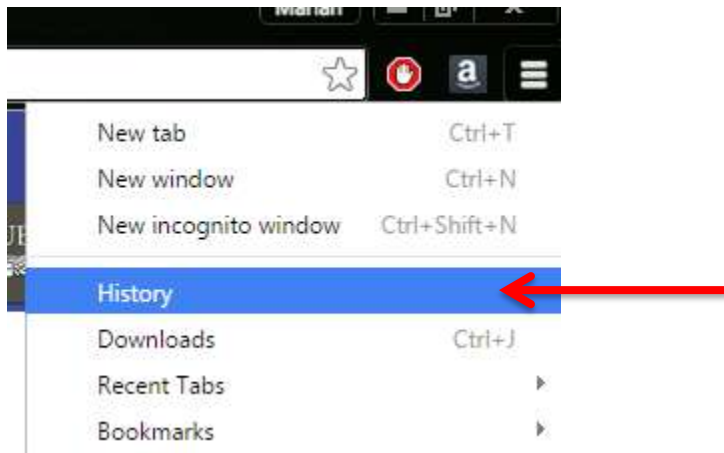 Marian
a
New tab Ctrl+T
New window Ctrl+N
New incognito window Ctrl+Shift+N
History
Downloads Ctrl+J
Recent Tabs
Bookmarks